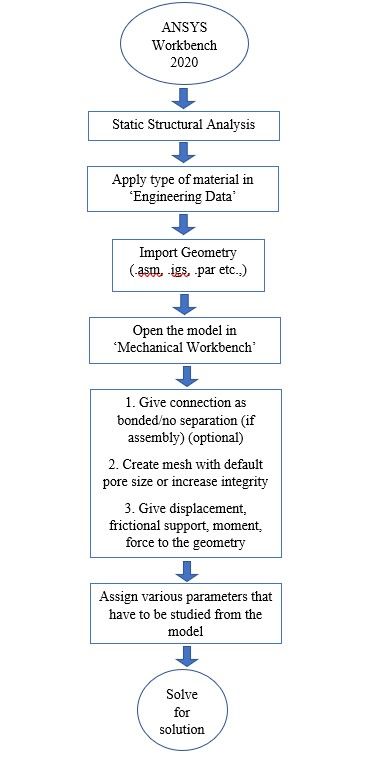 ANSYS
Workbench
2020
Static Structural Analysis
Apply type of material in
‘Engineering Data’
Import Geometry
(.asm, .igs, .par etc.,)
Open the model in
‘Mechanical Workbench’
1. Give connection as
bonded/no separation (if
assembly) (optional)
2. Create mesh with default
pore size or increase integrity
3. Give displacement,
frictional support, moment,
force to the geometry
Assign various parameters that
have to be studied from the
model
Solve
for
solution